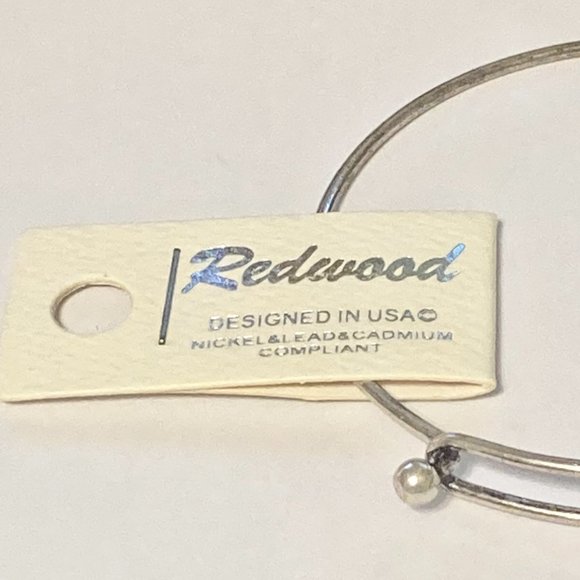 Redwood
DESIGNED IN USA©
NICKEL&LEAD&CADMIUM
COMPLIANT